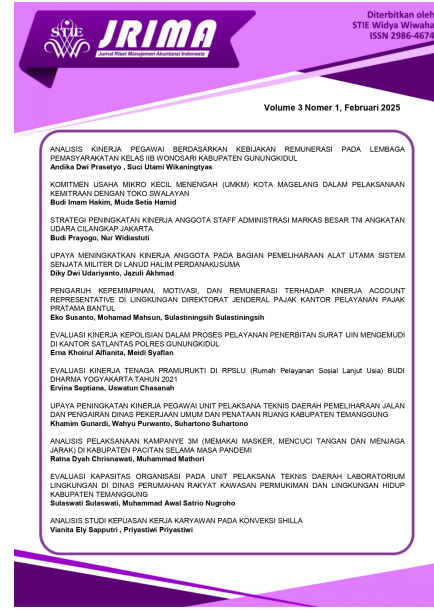 Diterbitkan oleh
STIE Widya Wiwaha
ISSN 2986-4674
STIE
WW
JRIMA
Jurnal Riset Manajemen Akuntansi Indonesia
Volume 3 Nomer 1, Februari 2025
ANALISIS KINERJA PEGAWAI BERDASARKAN KEBIJAKAN REMUNERASI PADA LEMBAGA
PEMASYARAKATAN KELAS IIB WONOSARI KABUPATEN GUNUNGKIDUL
Andika Dwi Prasetyo , Suci Utami Wikaningtyas
KOMITMEN USAHA MIKRO KECIL MENENGAH (UMKM) KOTA MAGELANG DALAM PELAKSANAAN
KEMITRAAN DENGAN TOKO SWALAYAN
Budi Imam Hakim, Muda Setia Hamid
STRATEGI PENINGKATAN KINERJA ANGGOTA STAFF ADMINISTRASI MARKAS BESAR TNI ANGKATAN
UDARA CILANGKAP JAKARTA
Budi Prayogo, Nur Widiastuti
UPAYA MENINGKATKAN KINERJA ANGGOTA PADA BAGIAN PEMELIHARAAN ALAT UTAMA SISTEM
SENJATA MILITER DI LANUD HALIM PERDANAKUSUMA
Diky Dwi Udariyanto, Jazuli Akhmad
PENGARUH KEPEMIMPINAN, MOTIVASI, DAN REMUNERASI TERHADAP KINERJA ACCOUNT
REPRESENTATIVE DI LINGKUNGAN DIREKTORAT JENDERAL PAJAK KANTOR PELAYANAN PAJAK
PRATAMA BANTUL
Eko Susanto, Mohamad Mahsun, Sulastiningsih Sulastiningsih
EVALUASI KINERJA KEPOLISIAN DALAM PROSES PELAYANAN PENERBITAN SURAT IJIN MENGEMUDI
DI KANTOR SATLANTAS POLRES GUNUNGKIDUL
Erna Khoirul Alfianita, Meidi Syaflan
EVALUASI KINERJA TENAGA PRAMURUKTI DI RPSLU (Rumah Pelayanan Sosial Lanjut Usia) BUDI
DHARMA YOGYAKARTA TAHUN 2021
Ervina Septiana, Uswatun Chasanah
UPAYA PENINGKATAN KINERJA PEGAWAI UNIT PELAKSANA TEKNIS DAERAH PEMELIHARAAN JALAN
DAN PENGAIRAN DINAS PEKERJAAN UMUM DAN PENATAAN RUANG KABUPATEN TEMANGGUNG
Khamim Gunardi, Wahyu Purwanto, Suhartono Suhartono
ANALISIS PELAKSANAAN KAMPANYE 3M (MEMAKAI MASKER, MENCUCI TANGAN DAN MENJAGA
JARAK) DI KABUPATEN PACITAN SELAMA MASA PANDEMI
Ratna Dyah Chrisnawati, Muhammad Mathori
EVALUASI KAPASITAS ORGANISASI PADA UNIT PELAKSANA TEKNIS DAERAH LABORATORIUM
LINGKUNGAN DI DINAS PERUMAHAN RAKYAT KAWASAN PERMUKIMAN DAN LINGKUNGAN HIDUP
KABUPATEN TEMANGGUNG
Sulaswati Sulaswati, Muhammad Awal Satrio Nugroho
ANALISIS STUDI KEPUASAN KERJA KARYAWAN PADA KONVEKSI SHILLA
Vianita Ely Sapputri , Priyastiwi Priyastiwi